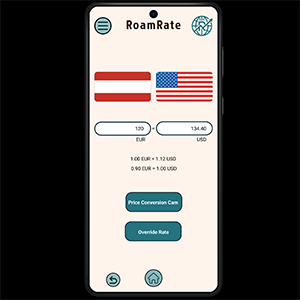 RoamRate
120 = 134.40
EUR USD
1.00 EUR = 1.12 USD
0.90 EUR = 1.00 USD
Price Conversion Cam
Override Rate